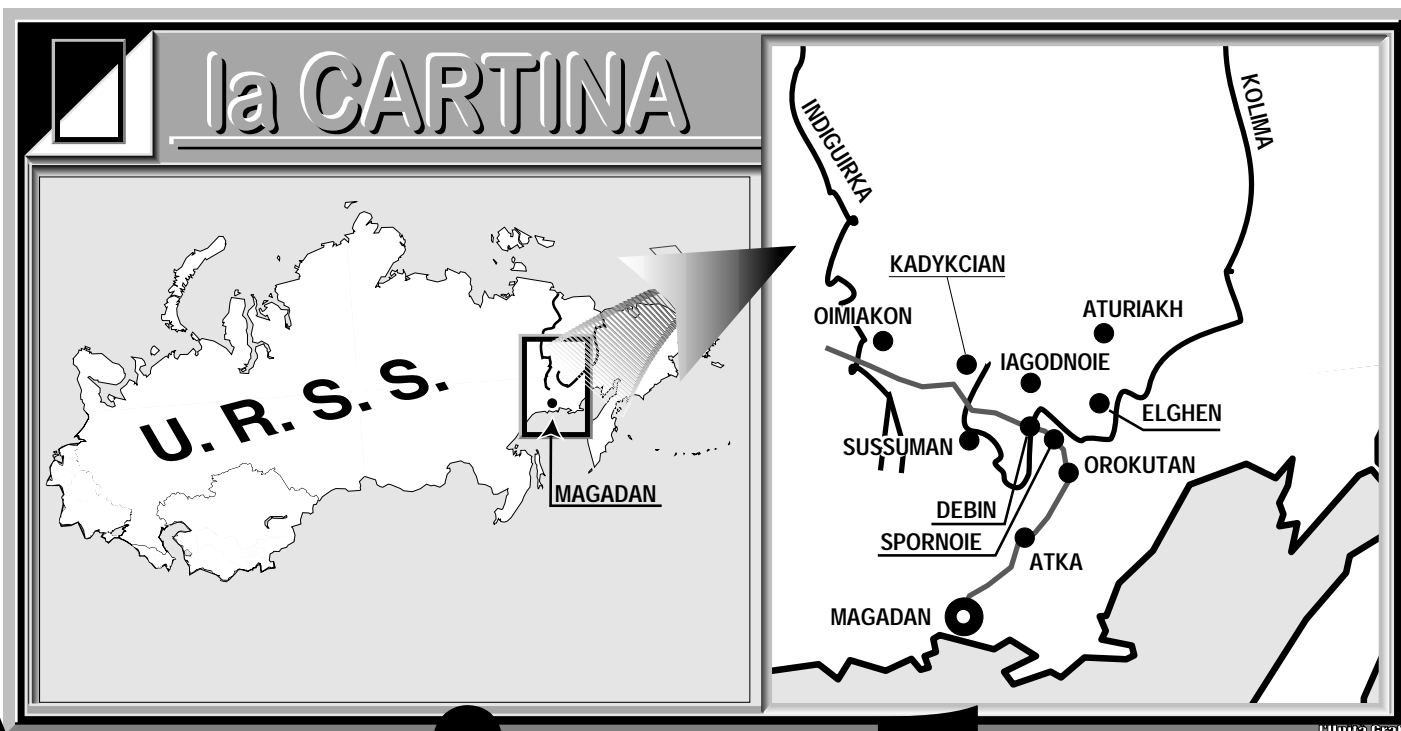 la CARTINA
U. R. S. S.
MAGADAN
INDIGUIRKA
KOLIMA
KADYKCIAN
OIMIAKON
ATURIAKH
IAGODNOIE
ELGHEN
SUSSUMAN
OROKUTAN
DEBIN
SPORNOIE
ATKA
MAGADAN